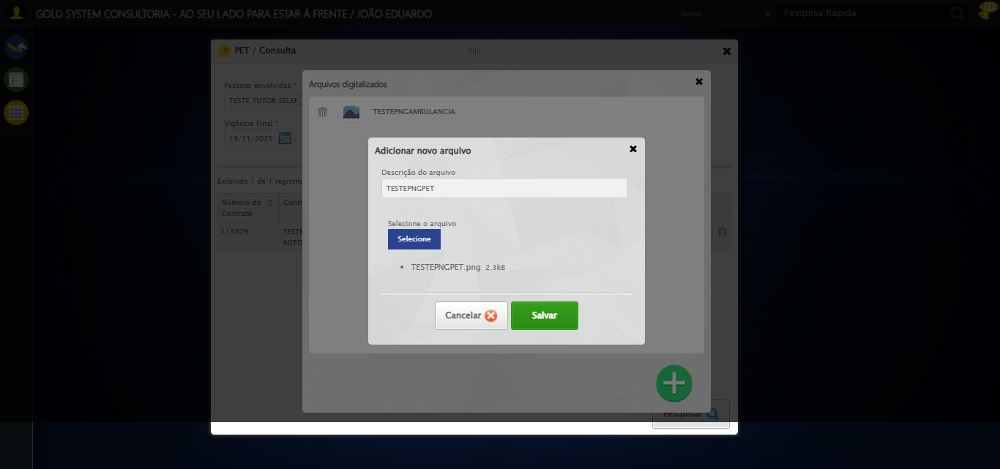 GOLD SYSTEM CONSULTORIA - AO SEU LADO PARA ESTAR À FRENTE / JOÃO EDUARDO
Nome
Pesquisa Rapida
PET / Consulta
Pessoas envolvidas *
TESTE TUTOR SELEN
Vigência Final *
13/11/2025
Exibindo 1 de 1 registro
Número do Contrato
Contr
113079
TESTE
AUTO
Arquivos digitalizados
TESTEPNGAMBULANCIA
Adicionar novo arquivo
Descrição do arquivo
TESTEPNGPET
Selecione o arquivo
Selecione
• TESTEPNGPET.png 2.3kB
Cancelar
Salvar
Pesquisar